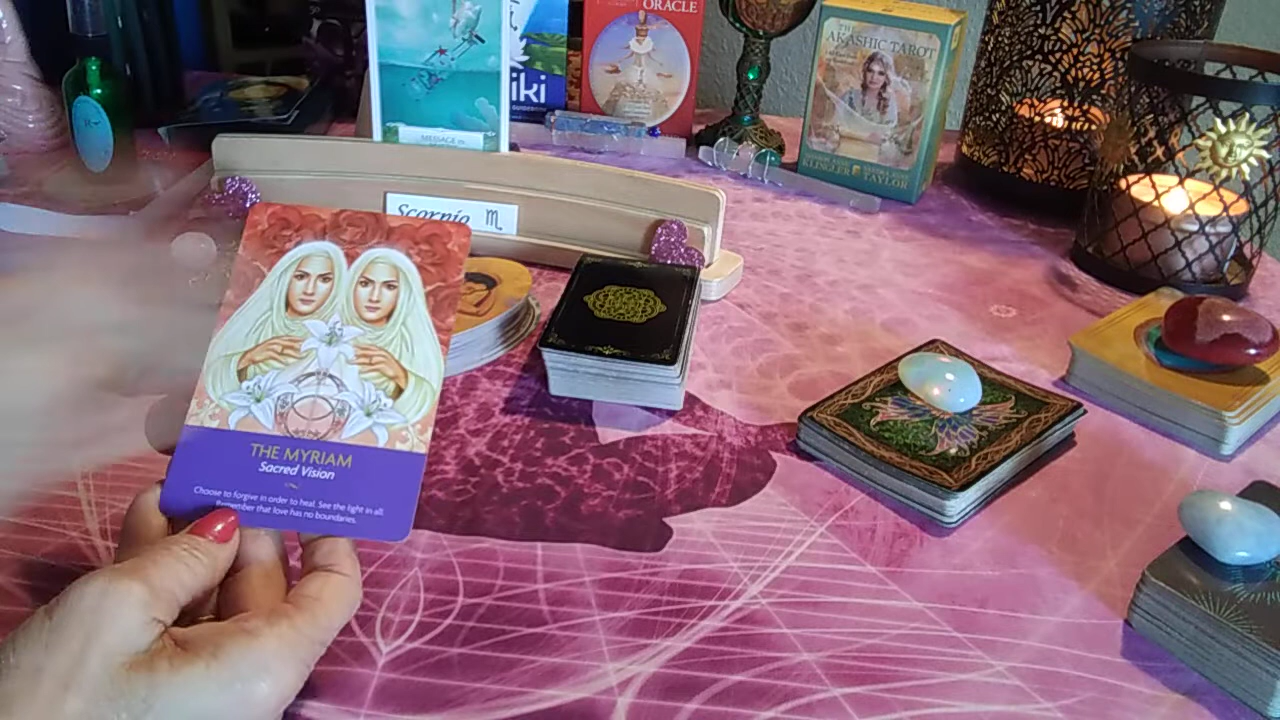 ORACLE
THE
AKASHIC TAROT
KLINGLER
TAYLOR
iki
MESSAGE
Scorpio ♏
THE MYRIAM
Sacred Vision
Choose to forgive in order to heal. See the light in all.
Remember that love has no boundaries.